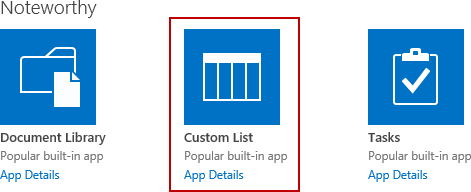 Noteworthy
Document Library
Popular built-in app
App Details
Custom List
Popular built-in app
App Details
Tasks
Popular built-in app
App Details